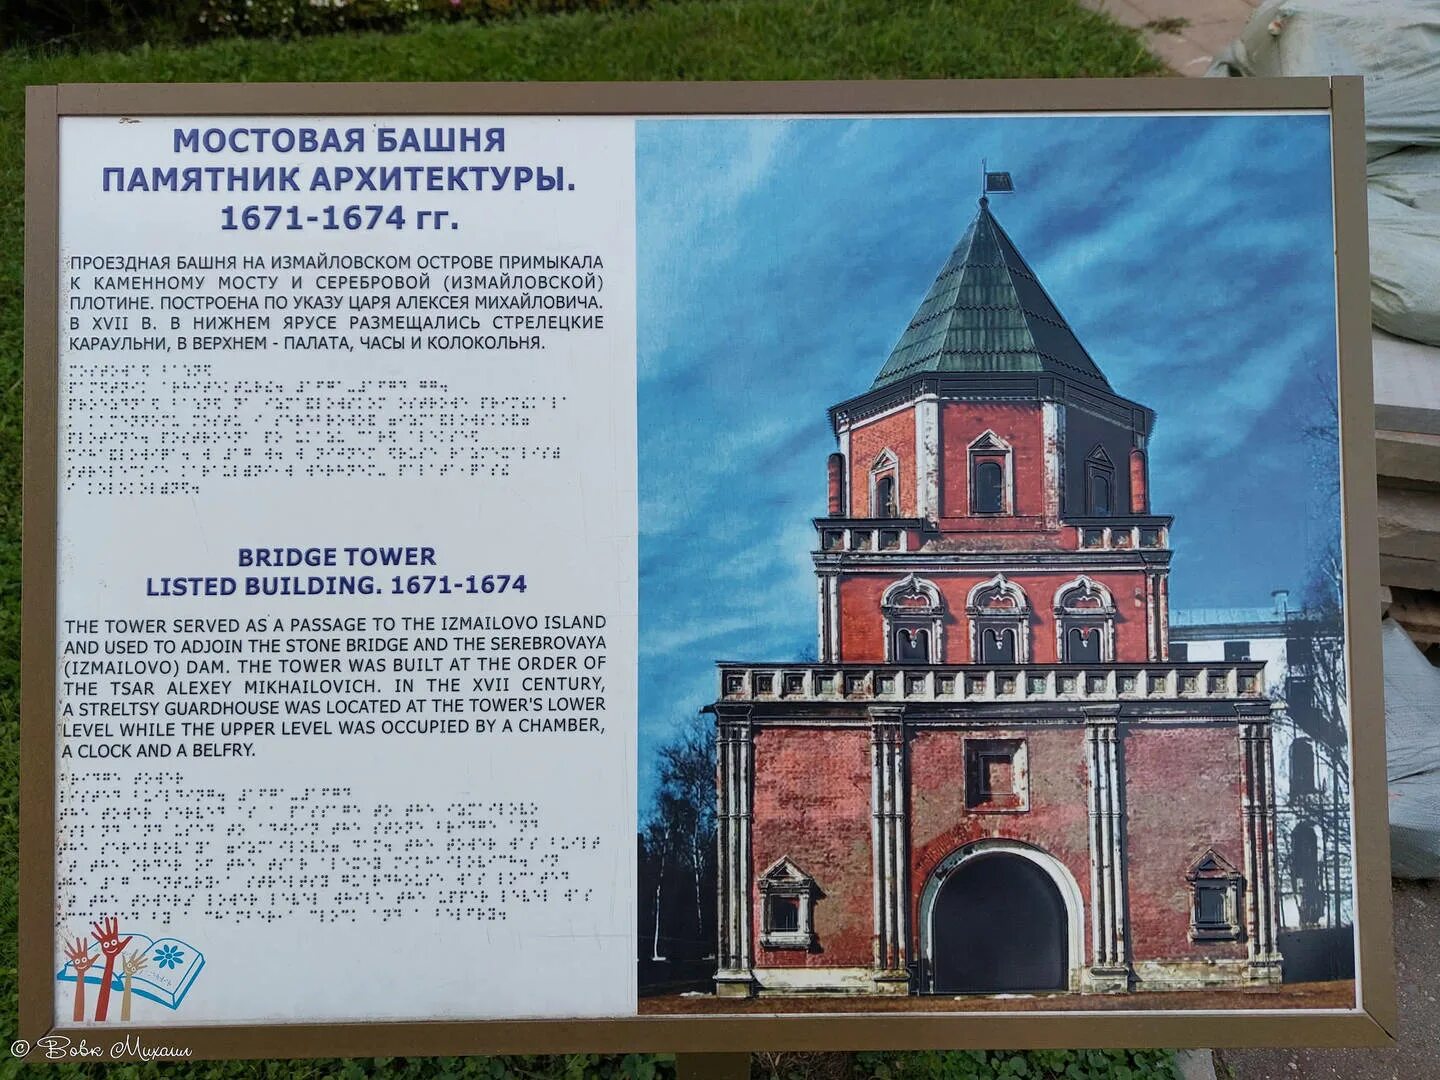 МОСТОВАЯ БАШНЯ
ПАМЯТНИК АРХИТЕКТУРЫ.
1671-1674 гг.
ПРОЕЗДНАЯ БАШНЯ НА ИЗМАЙЛОВСКОМ ОСТРОВЕ ПРИМЫКАЛА
К КАМЕННОМУ МОСТУ И СЕРЕБРОВОЙ (ИЗМАЙЛОВСКОЙ)
ПЛОТИНЕ. ПОСТРОЕНА ПО УКАЗУ ЦАРЯ АЛЕКСЕЯ МИХАЙЛОВИЧА.
В XVII В. В НИЖНЕМ ЯРУСЕ РАЗМЕЩАЛИСЬ СТРЕЛЕЦКИЕ
КАРАУЛЬНИ, В ВЕРХНЕМ - ПАЛАТА, ЧАСЫ И КОЛОКОЛЬНЯ.
BRIDGE TOWER
LISTED BUILDING. 1671-1674
THE TOWER SERVED AS A PASSAGE TO THE IZMAILOVO ISLAND
AND USED TO ADJOIN THE STONE BRIDGE AND THE SEREBROVAYA
(IZMAILOVO) DAM. THE TOWER WAS BUILT AT THE ORDER OF
THE TSAR ALEXEY MIKHAILOVICH. IN THE XVII CENTURY,
A STRELTSY GUARDHOUSE WAS LOCATED AT THE TOWER'S LOWER
LEVEL WHILE THE UPPER LEVEL WAS OCCUPIED BY A CHAMBER,
A CLOCK AND A BELFRY.
© Вовк Михаил